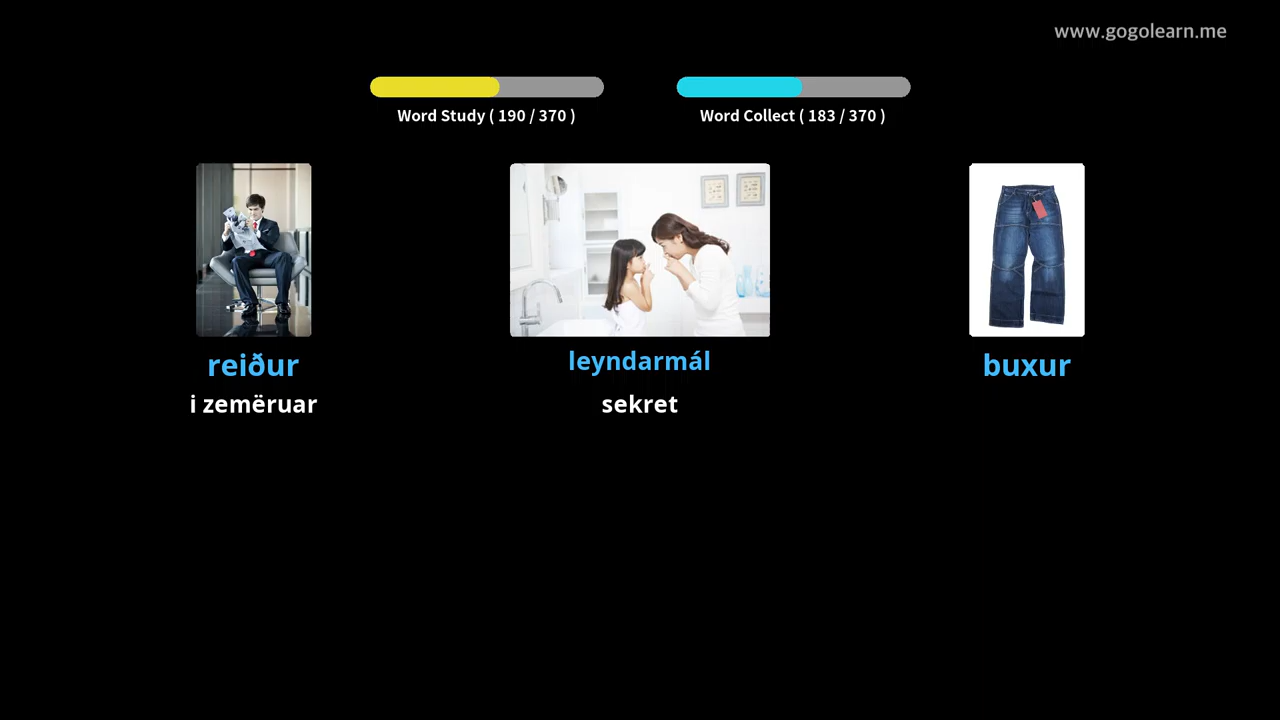 www.gogolearn.me
Word Study ( 190 / 370 )
Word Collect ( 183 / 370 )
reiður
leyndarmál
buxur
i zemëruar
sekret